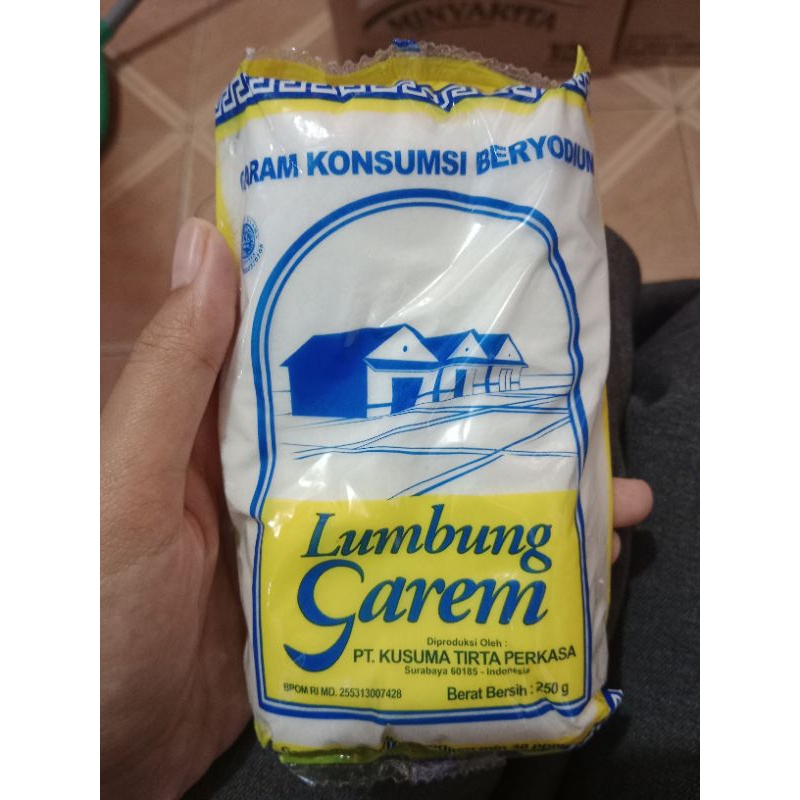 MINYAKITA
GARAM KONSUMSI BERYODIUM
Lumbung
Garem
Diproduksi Oleh :
PT. KUSUMA TIRTA PERKASA
Surabaya 60185 - Indonesia
BPOM RI MD. 255313007428
Berat Bersih : 250 g